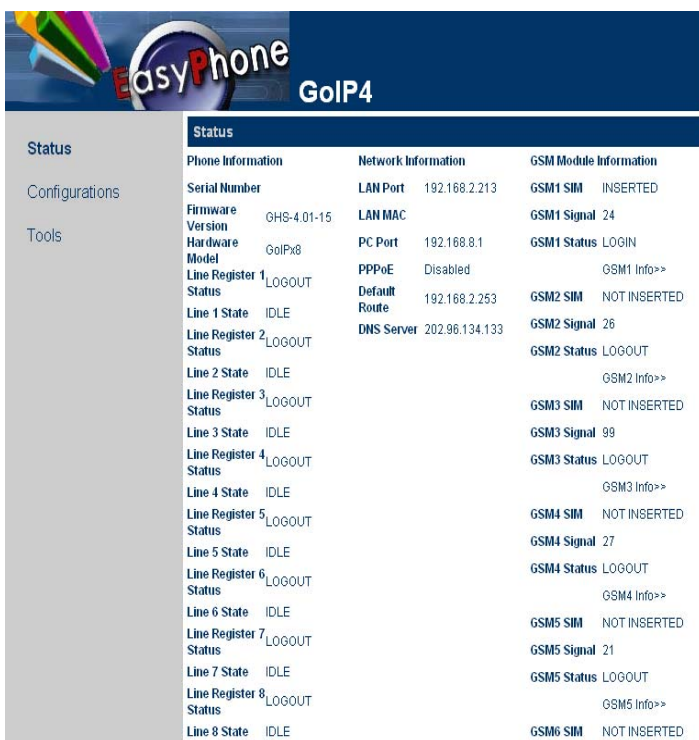 EasyPhone
GoIP4
Status
Configurations
Tools
Status
Phone Information
Serial Number
Firmware Version GHS-4.01-15
Hardware Model GoIPx8
Line Register 1 Status LOGOUT
Line 1 State IDLE
Line Register 2 Status LOGOUT
Line 2 State IDLE
Line Register 3 Status LOGOUT
Line 3 State IDLE
Line Register 4 Status LOGOUT
Line 4 State IDLE
Line Register 5 Status LOGOUT
Line 5 State IDLE
Line Register 6 Status LOGOUT
Line 6 State IDLE
Line Register 7 Status LOGOUT
Line 7 State IDLE
Line Register 8 Status LOGOUT
Line 8 State IDLE
Network Information
LAN Port 192.168.2.213
LAN MAC
PC Port 192.168.8.1
PPPoE Disabled
Default Route 192.168.2.253
DNS Server 202.96.134.133
GSM Module Information
GSM1 SIM INSERTED
GSM1 Signal 24
GSM1 Status LOGIN
GSM1 Info>>
GSM2 SIM NOT INSERTED
GSM2 Signal 26
GSM2 Status LOGOUT
GSM2 Info>>
GSM3 SIM NOT INSERTED
GSM3 Signal 99
GSM3 Status LOGOUT
GSM3 Info>>
GSM4 SIM NOT INSERTED
GSM4 Signal 27
GSM4 Status LOGOUT
GSM4 Info>>
GSM5 SIM NOT INSERTED
GSM5 Signal 21
GSM5 Status LOGOUT
GSM5 Info>>
GSM6 SIM NOT INSERTED